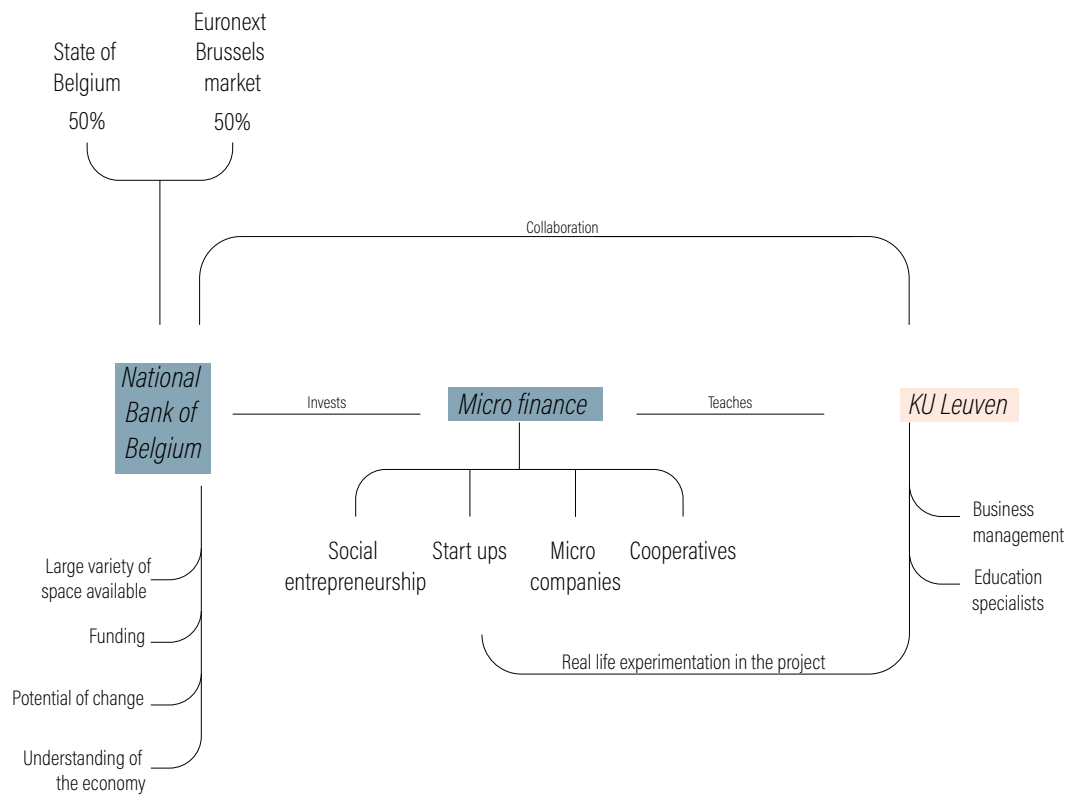 State of
Belgium
50%
Euronext
Brussels
market
50%
Collaboration
National
Bank of
Belgium
Invests
Micro finance
Teaches
KU Leuven
Social
entrepreneurship
Start ups
Micro
companies
Cooperatives
Business
management
Education
specialists
Large variety of
space available
Funding
Potential of change
Understanding of
the economy
Real life experimentation in the project